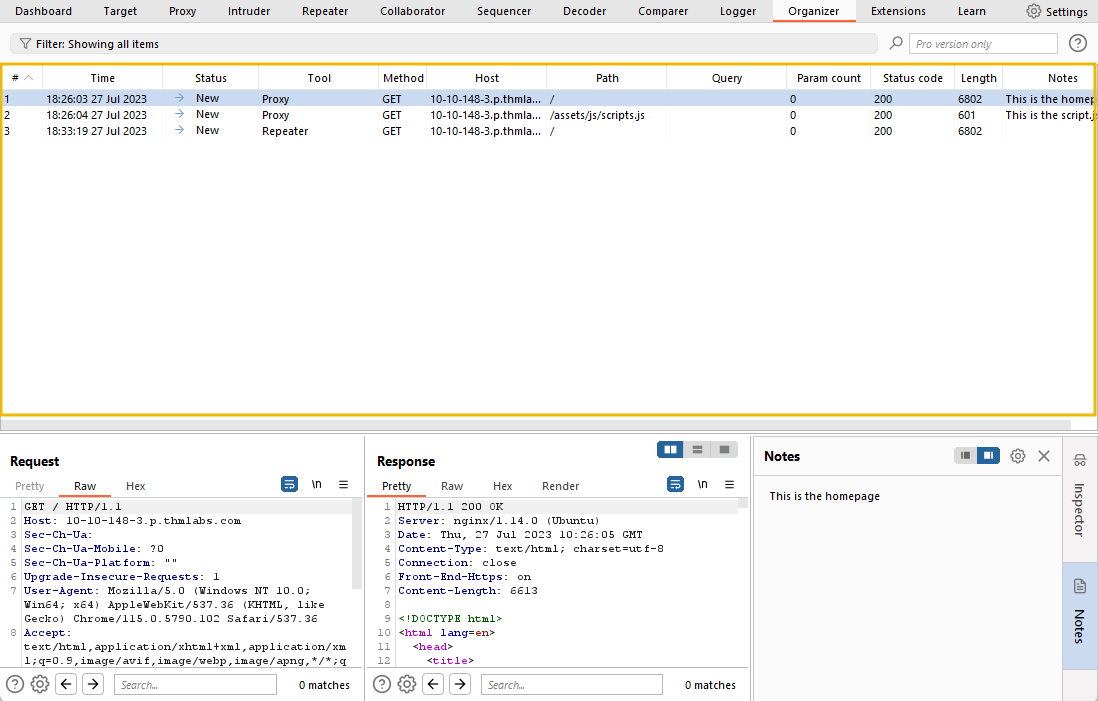 Dashboard Target Proxy Intruder Repeater Collaborator Sequencer Decoder Comparer Logger Organizer Extensions Learn Settings
Filter: Showing all items Pro version only ?
# Time Status Tool Method Host Path Query Param count Status code Length Notes
1 18:26:03 27 Jul 2023 → New Proxy GET 10-10-148-3.p.thmla... / 0 200 6802 This is the homep
2 18:26:04 27 Jul 2023 → New Proxy GET 10-10-148-3.p.thmla... /assets/js/scripts.js 0 200 601 This is the script.j
3 18:33:19 27 Jul 2023 → New Repeater GET 10-10-148-3.p.thmla... / 0 200 6802
Request
Pretty Raw Hex \n
1 GET / HTTP/1.1
2 Host: 10-10-148-3.p.thmlabs.com
3 Sec-Ch-Ua:
4 Sec-Ch-Ua-Mobile: ?0
5 Sec-Ch-Ua-Platform: ""
6 Upgrade-Insecure-Requests: 1
7 User-Agent: Mozilla/5.0 (Windows NT 10.0;
Win64; x64) AppleWebKit/537.36 (KHTML, like
Gecko) Chrome/115.0.5790.102 Safari/537.36
8 Accept:
text/html,application/xhtml+xml,application/xm
l;q=0.9,image/avif,image/webp,image/apng,*/*;q
? Search... 0 matches
Response
Pretty Raw Hex Render \n
1 HTTP/1.1 200 OK
2 Server: nginx/1.14.0 (Ubuntu)
3 Date: Thu, 27 Jul 2023 10:26:05 GMT
4 Content-Type: text/html; charset=utf-8
5 Connection: close
6 Front-End-Https: on
7 Content-Length: 6613
8
9 <!DOCTYPE html>
10 <html lang=en>
11 <head>
12 <title>
? Search... 0 matches
Notes
This is the homepage
Inspector
Notes